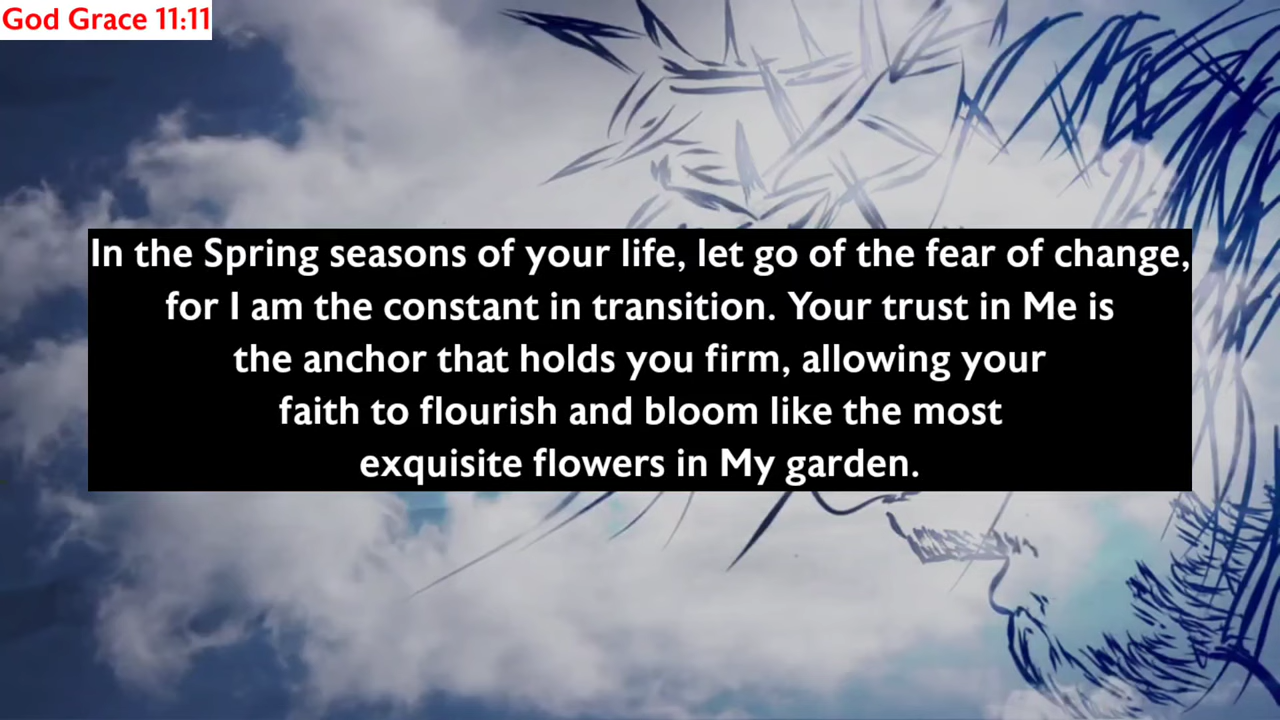 God Grace 11:11
In the Spring seasons of your life, let go of the fear of change,
for I am the constant in transition. Your trust in Me is
the anchor that holds you firm, allowing your
faith to flourish and bloom like the most
exquisite flowers in My garden.